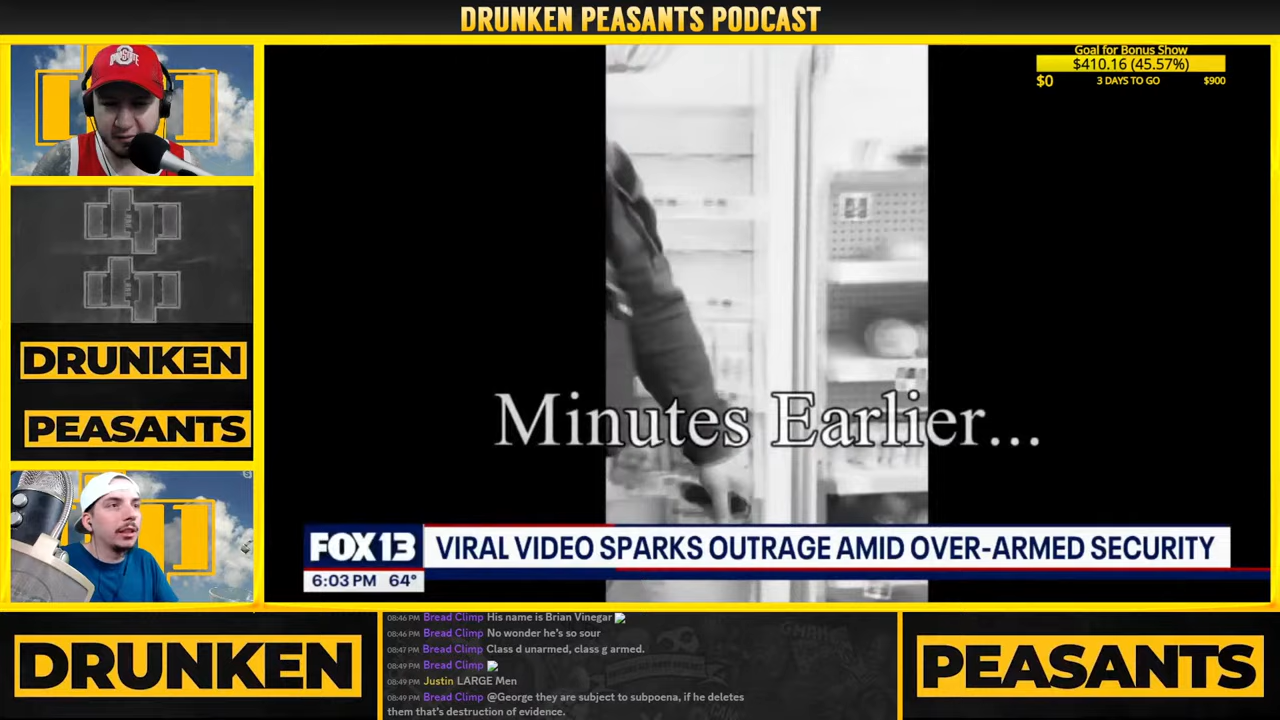 DRUNKEN PEASANTS PODCAST
Goal for Bonus Show
$410.16 (45.57%)
$0
3 DAYS TO GO
$900
DRUNKEN
PEASANTS
Minutes Earlier...
FOX 13
VIRAL VIDEO SPARKS OUTRAGE AMID OVER-ARMED SECURITY
6:03 PM 64°
DRUNKEN
08:46 PM Bread Climp His name is Brian Vinegar
08:46 PM Bread Climp No wonder he's so sour
08:47 PM Bread Climp Class d unarmed, class g armed.
08:49 PM Bread Climp
08:49 PM Justin LARGE Men
08:49 PM Bread Climp @George they are subject to subpoena, if he deletes
them that's destruction of evidence.
PEASANTS